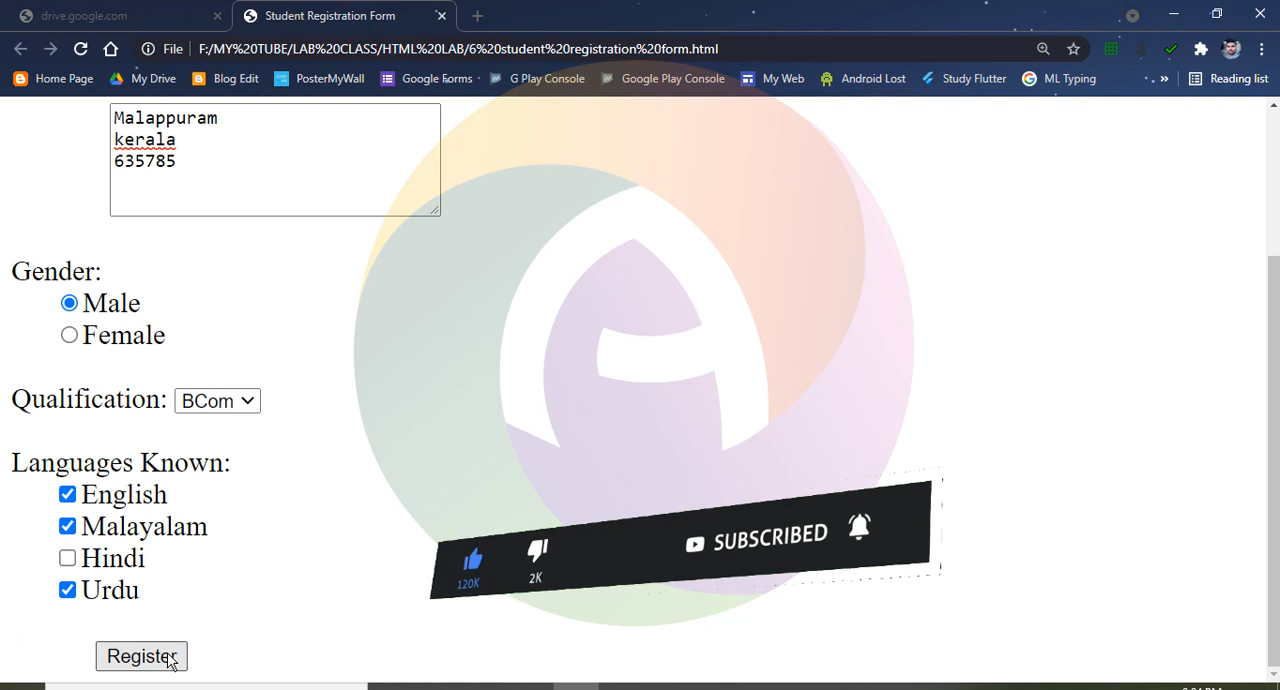 drive.google.com
Student Registration Form
File F:/MY%20TUBE/LAB%20CLASS/HTML%20LAB/6%20student%20registration%20form.html
Home Page My Drive Blog Edit PosterMyWall Google Forms G Play Console Google Play Console My Web Android Lost Study Flutter ML Typing » Reading list
Malappuram
kerala
635785
Gender:
Male
Female
Qualification: BCom
Languages Known:
English
Malayalam
Hindi
Urdu
120K 2K SUBSCRIBED
Register